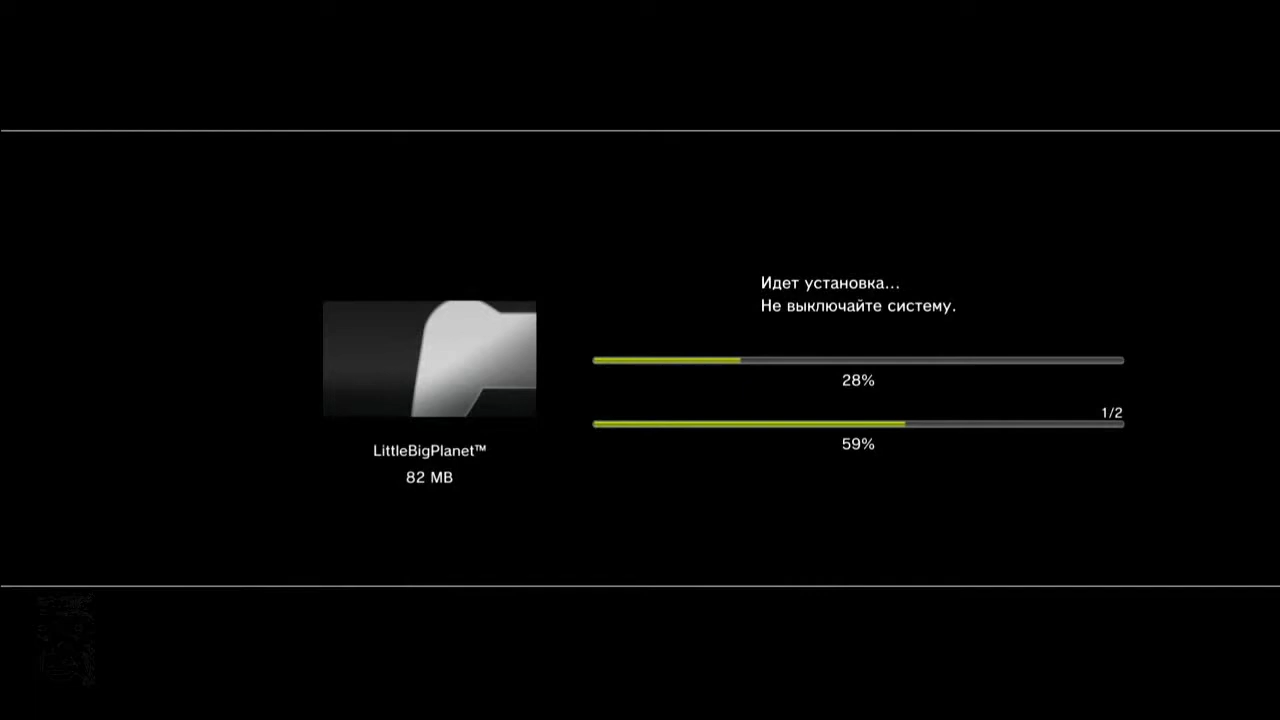 Идет установка...
Не выключайте систему.
28%
1/2
59%
LittleBigPlanet™
82 MB